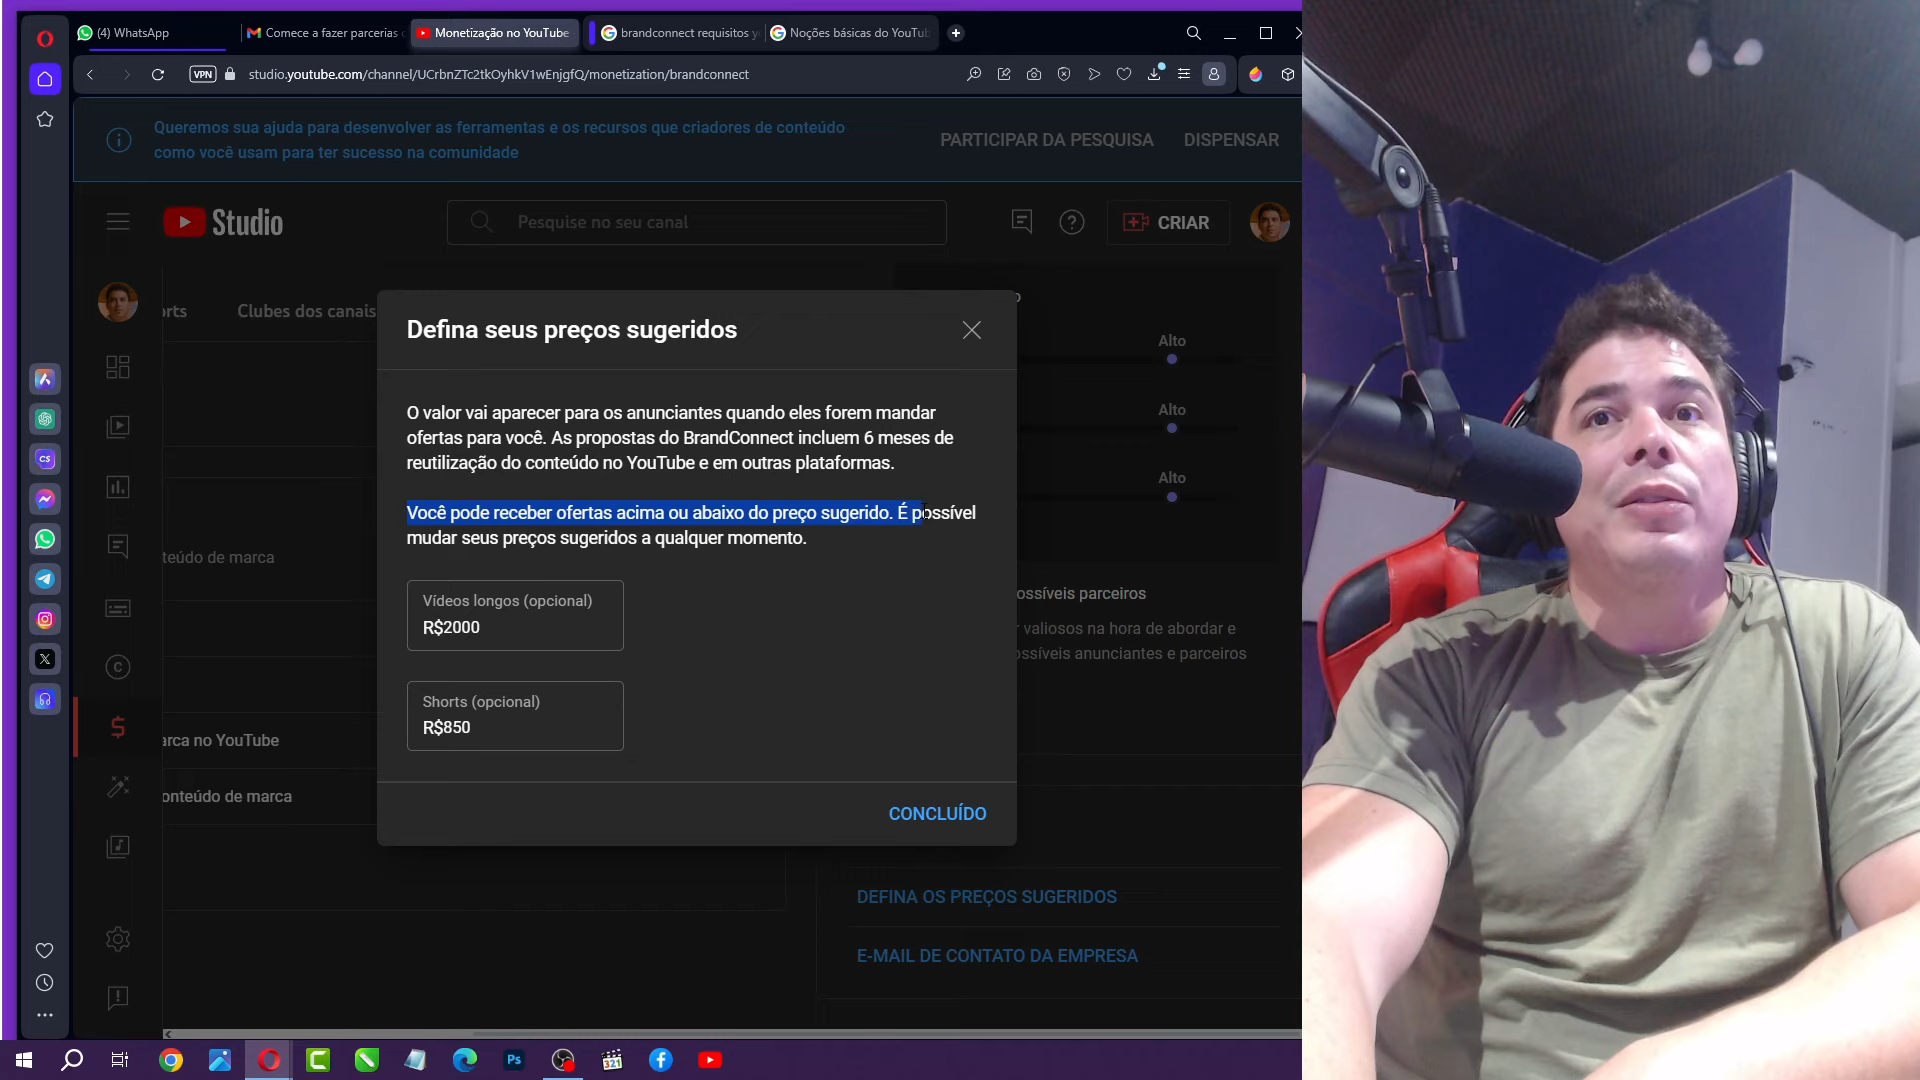 (4) WhatsApp
Comece a fazer parcerias
Monetização no YouTube
brandconnect requisitos
Noções básicas do YouTu
VPN
studio.youtube.com/channel/UCrbnZTc2tkOyhkV1wEnjgfQ/monetization/brandconnect
Queremos sua ajuda para desenvolver as ferramentas e os recursos que criadores de conteúdo
como você usam para ter sucesso na comunidade
PARTICIPAR DA PESQUISA
DISPENSAR
Studio
Pesquise no seu canal
CRIAR
orts
Clubes dos canais
Defina seus preços sugeridos
O valor vai aparecer para os anunciantes quando eles forem mandar
ofertas para você. As propostas do BrandConnect incluem 6 meses de
reutilização do conteúdo no YouTube e em outras plataformas.
Você pode receber ofertas acima ou abaixo do preço sugerido. É possível
mudar seus preços sugeridos a qualquer momento.
Vídeos longos (opcional)
R$2000
Shorts (opcional)
R$850
CONCLUÍDO
Alto
Alto
Alto
teúdo de marca
ossíveis parceiros
r valiosos na hora de abordar e
ossíveis anunciantes e parceiros
arca no YouTube
onteúdo de marca
DEFINA OS PREÇOS SUGERIDOS
E-MAIL DE CONTATO DA EMPRESA
CS
Ps
321